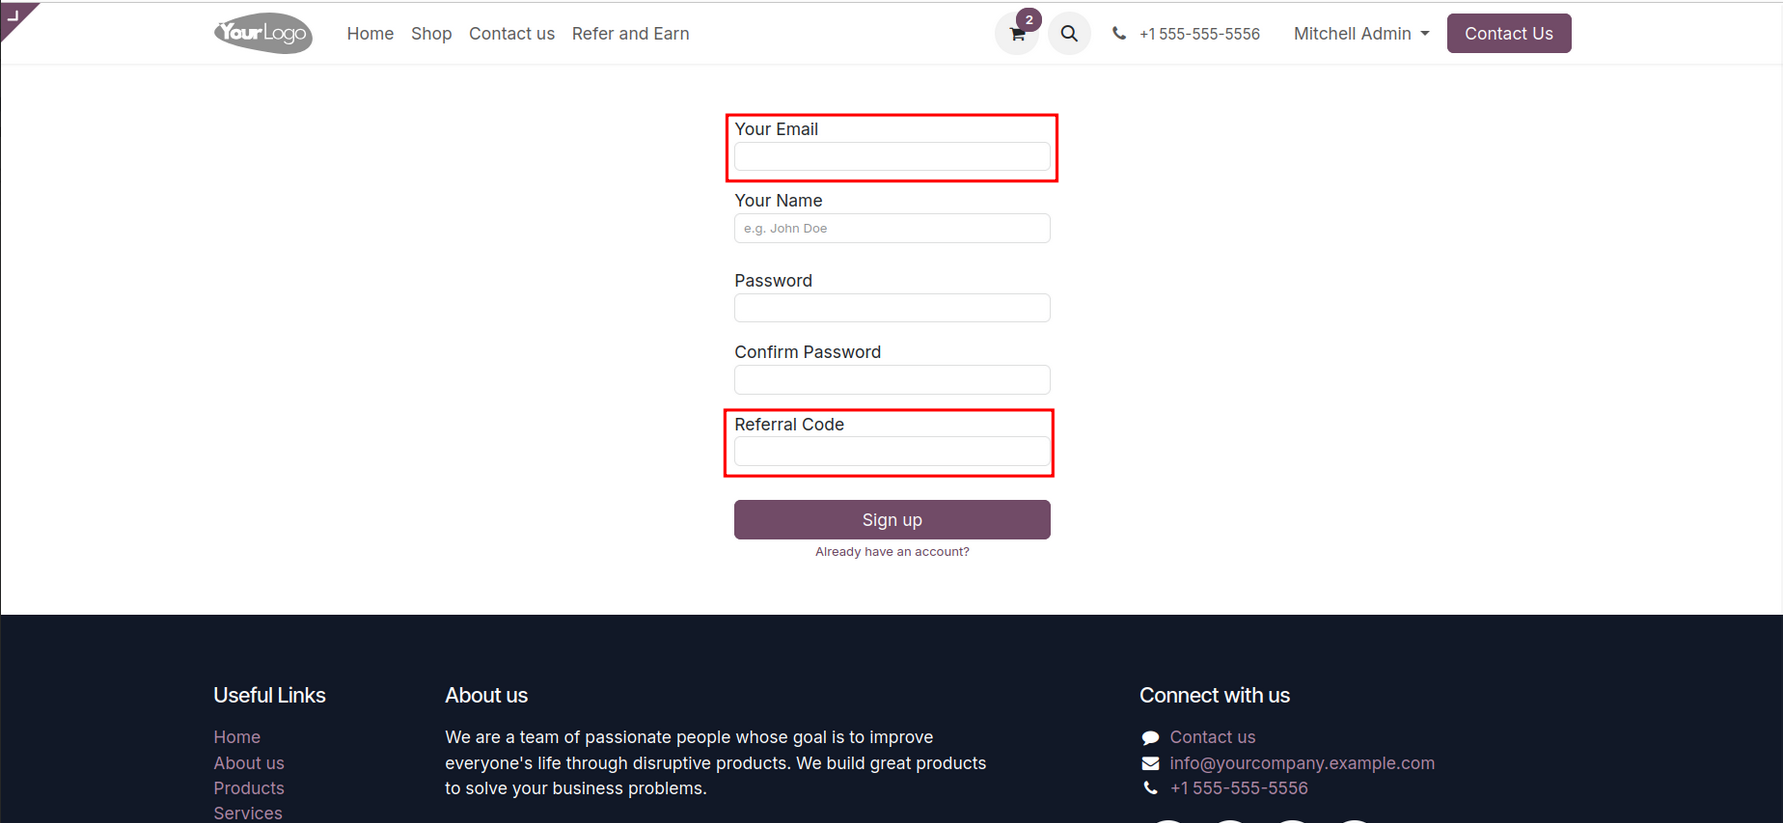 YourLogo Home Shop Contact us Refer and Earn 2 +1 555-555-5556 Mitchell Admin Contact Us
Your Email
Your Name
e.g. John Doe
Password
Confirm Password
Referral Code
Sign up
Already have an account?
Useful Links
Home
About us
Products
Services
About us
We are a team of passionate people whose goal is to improve
everyone's life through disruptive products. We build great products
to solve your business problems.
Connect with us
Contact us
info@yourcompany.example.com
+1 555-555-5556